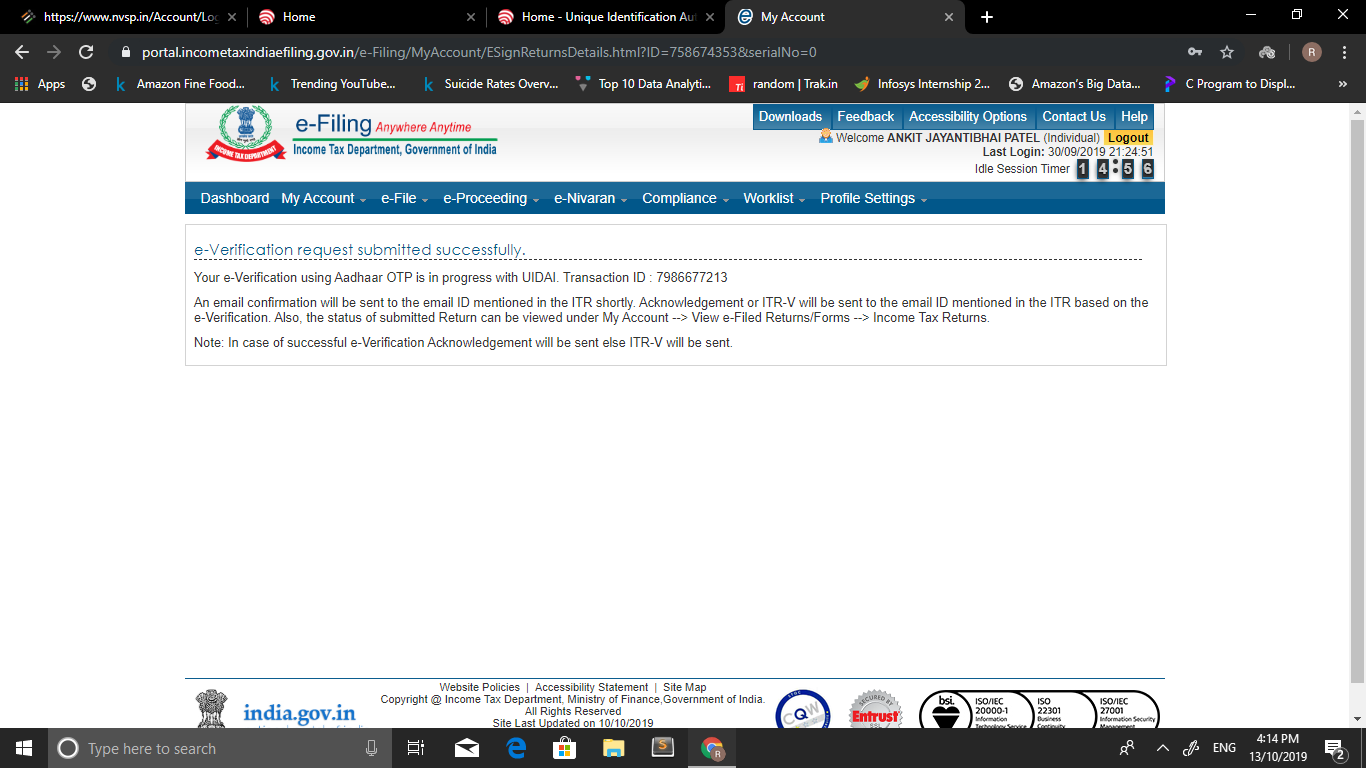 https://www.nvsp.in/Account/Lo
Home
Home - Unique Identification Au
My Account
portal.incometaxindiaefiling.gov.in/e-Filing/MyAccount/ESignReturnsDetails.html?ID=758674353&serialNo=0
R
Apps
Amazon Fine Food...
Trending YouTube...
Suicide Rates Overv...
Top 10 Data Analyti...
random | Trak.in
Infosys Internship 2...
Amazon's Big Data...
C Program to Displ...
»
Downloads
Feedback
Accessibility Options
Contact Us
Help
e-Filing Anywhere Anytime
Income Tax Department, Government of India
INCOME TAX DEPARTMENT
Welcome ANKIT JAYANTIBHAI PATEL (Individual) Logout
Last Login: 30/09/2019 21:24:51
Idle Session Timer 14:56
Dashboard
My Account
e-File
e-Proceeding
e-Nivaran
Compliance
Worklist
Profile Settings
e-Verification request submitted successfully.
Your e-Verification using Aadhaar OTP is in progress with UIDAI. Transaction ID : 7986677213
An email confirmation will be sent to the email ID mentioned in the ITR shortly. Acknowledgement or ITR-V will be sent to the email ID mentioned in the ITR based on the
e-Verification. Also, the status of submitted Return can be viewed under My Account --> View e-Filed Returns/Forms --> Income Tax Returns.
Note: In case of successful e-Verification Acknowledgement will be sent else ITR-V will be sent.
Website Policies | Accessibility Statement | Site Map
Copyright @ Income Tax Department, Ministry of Finance,Government of India.
All Rights Reserved
Site Last Updated on 10/10/2019
india.gov.in
STQC
CQW
SECURED BY
Entrust
SSL
bsi.
ISO/IEC
20000-1
Information
Technology Service
ISO
22301
Business
Continuity
ISO/IEC
27001
Information Security
Management
Type here to search
ENG
4:14 PM
13/10/2019
2